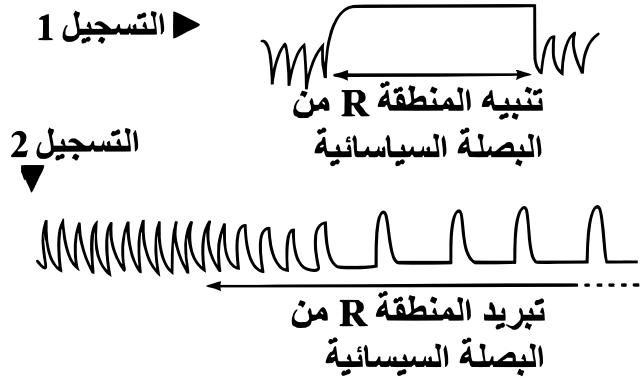 التسجيل 1
تنبيه المنطقة R من
البصلة السياسائية
التسجيل 2
تبريد المنطقة R من
البصلة السيسائية